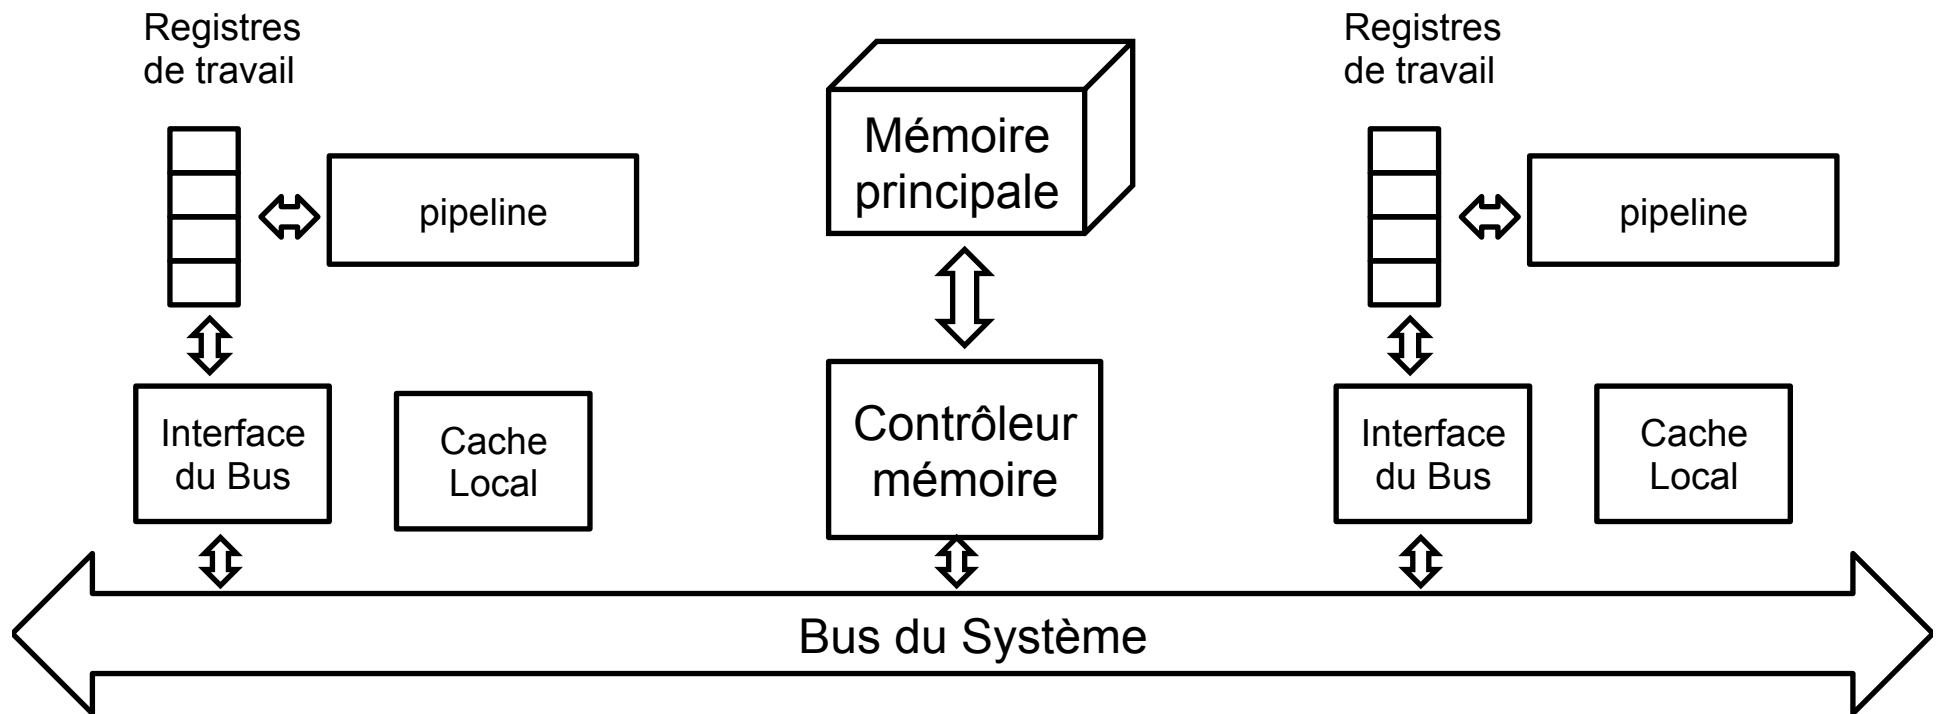 Registres
de travail
Mémoire
principale
Registres
de travail
pipeline
pipeline
Interface
du Bus
Cache
Local
Contrôleur
mémoire
Interface
du Bus
Cache
Local
Bus du Système